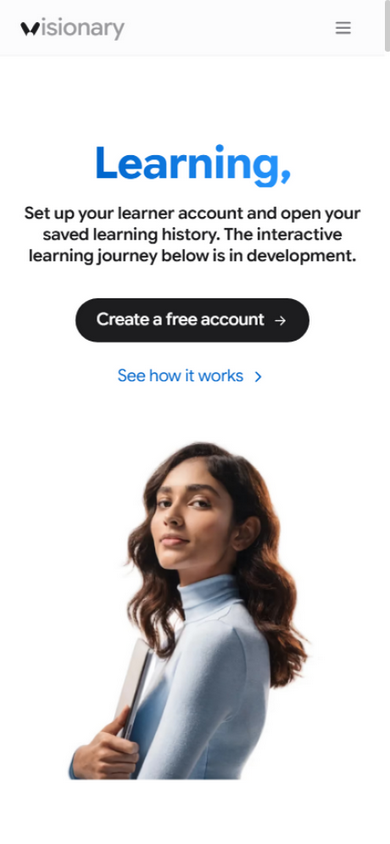 visionary
Learning,
Set up your learner account and open your
saved learning history. The interactive
learning journey below is in development.
Create a free account →
See how it works >